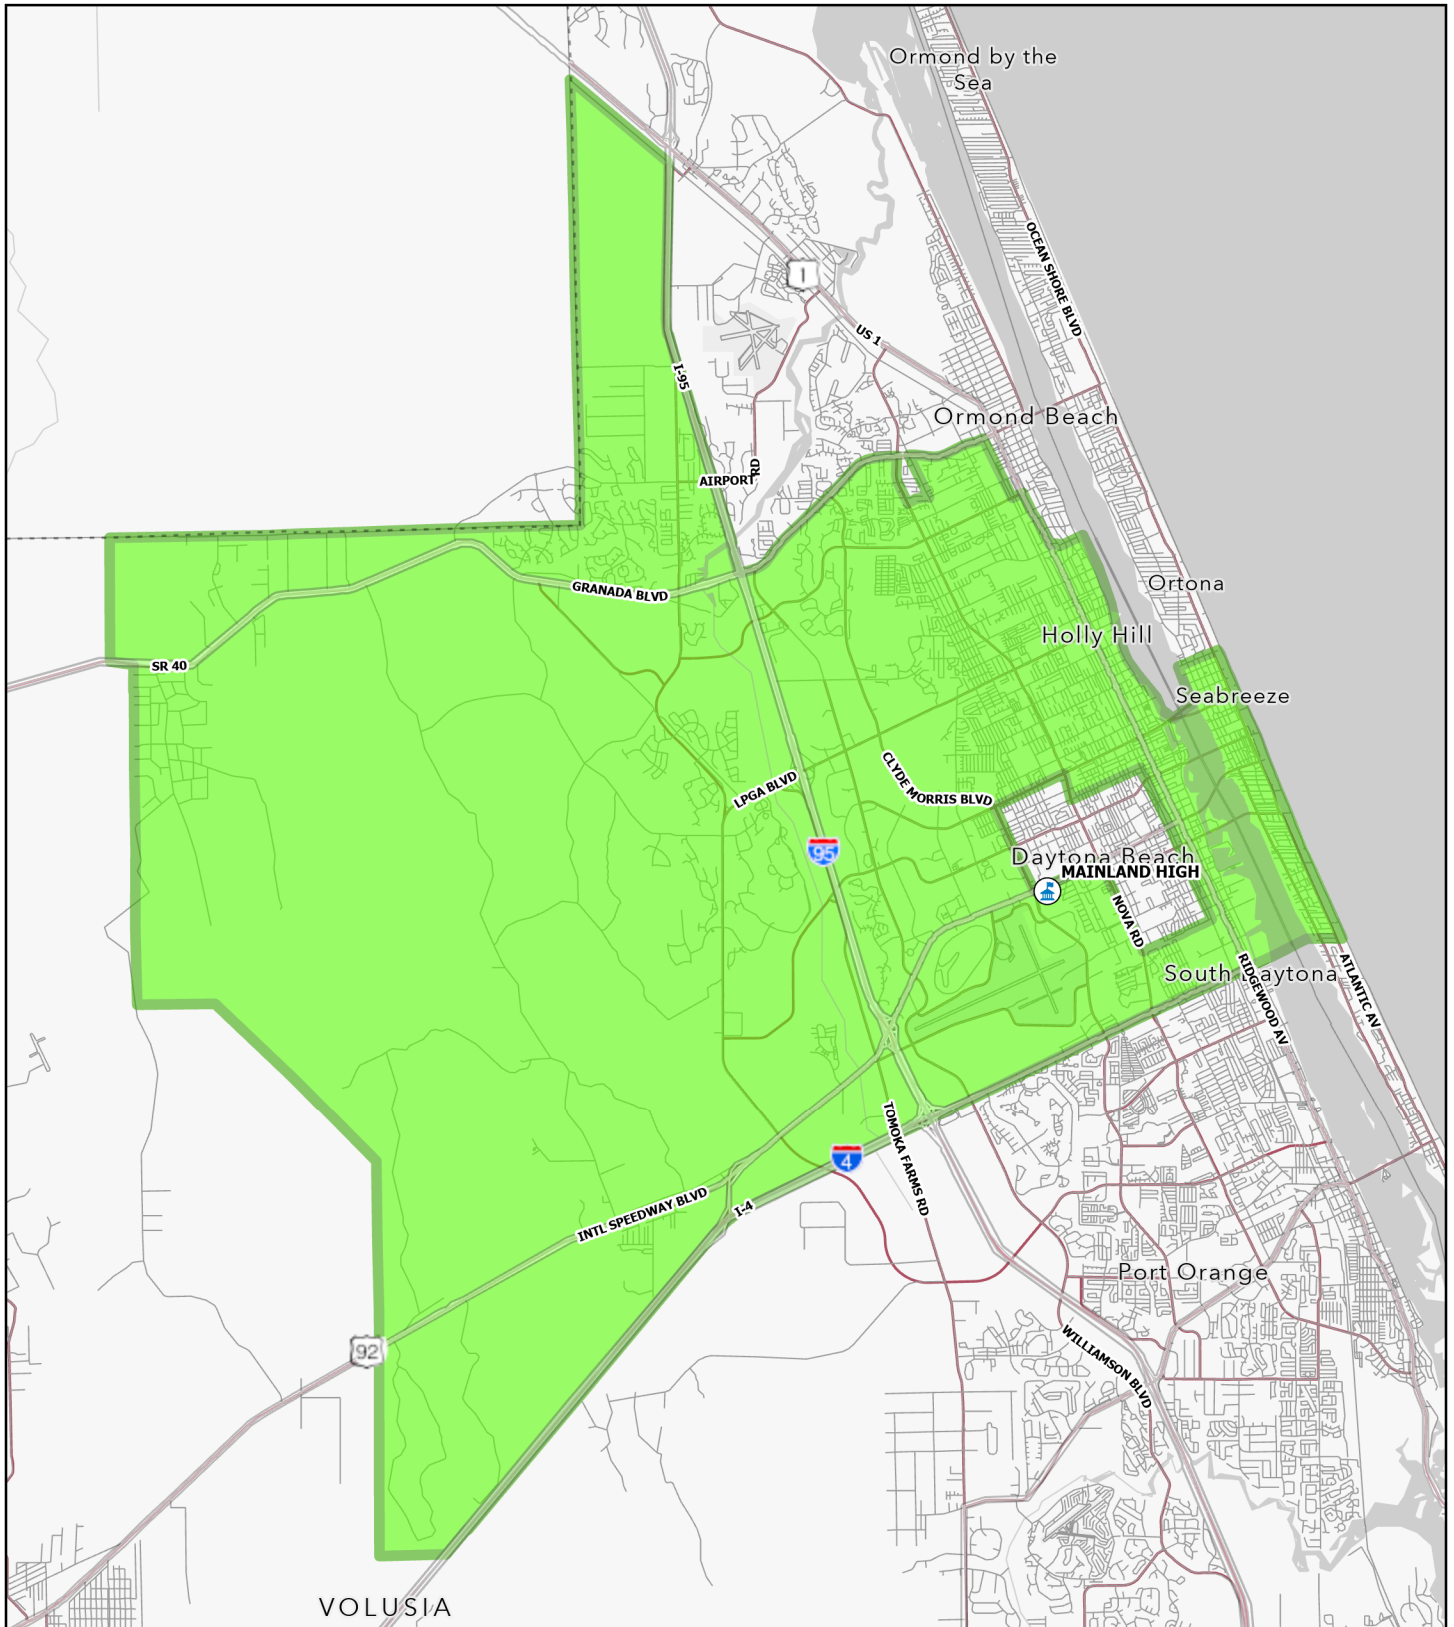 Ormond by the
Sea
OCEAN SHORE BLVD
1
US 1
I-95
Ormond Beach
AIRPORT
RD
Ortona
GRANADA BLVD
Holly Hill
SR 40
Seabreeze
LPGA BLVD
CLYDE MORRIS BLVD
95
Daytona Beach
MAINLAND HIGH
NOVA RD
South Daytona
RIDGEWOOD AV
ATLANTIC AV
TOMOKA FARMS RD
4
INTL SPEEDWAY BLVD
I-4
Port Orange
92
WILLIAMSON BLVD
VOLUSIA